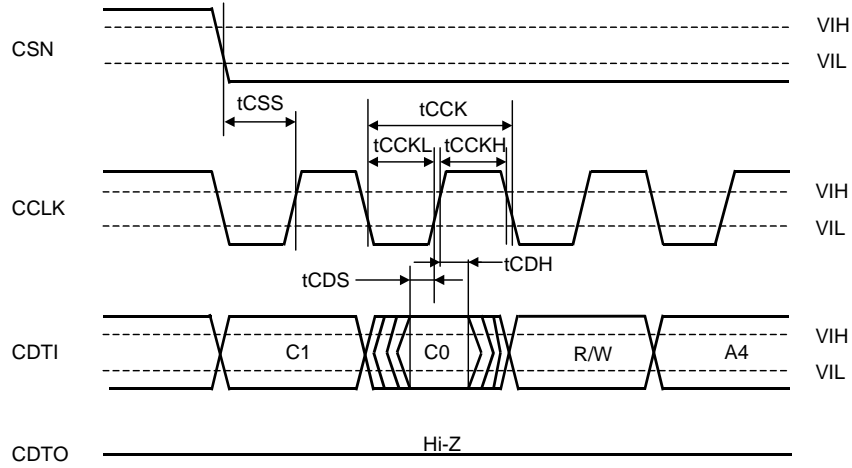 CSN
VIH
VIL
tCSS
tCCK
tCCKL
tCCKH
CCLK
VIH
VIL
tCDS
tCDH
CDTI
C1
C0
R/W
A4
VIH
VIL
CDTO
Hi-Z